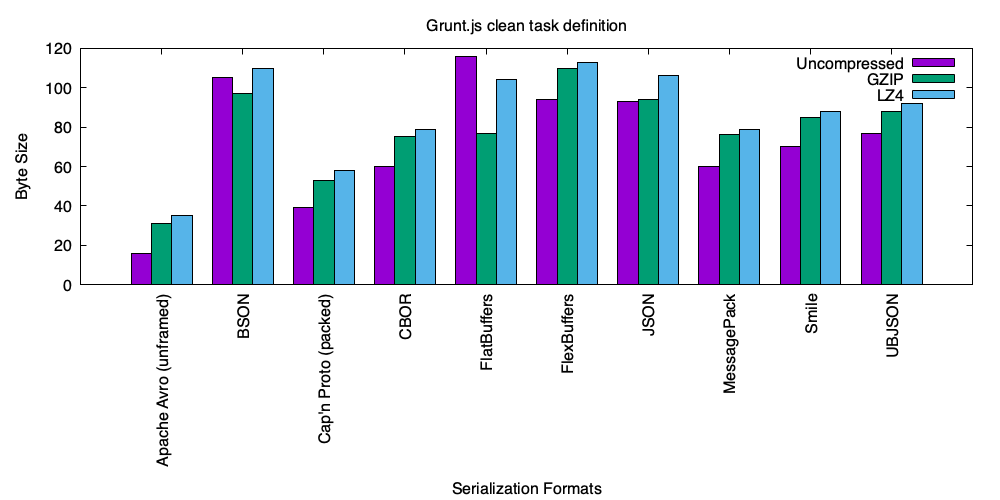 Grunt.js clean task definition
Uncompressed
GZIP
LZ4
Byte Size
120
100
80
60
40
20
0
Apache Avro (unframed)
BSON
Cap'n Proto (packed)
CBOR
FlatBuffers
FlexBuffers
JSON
MessagePack
Smile
UBJSON
Serialization Formats